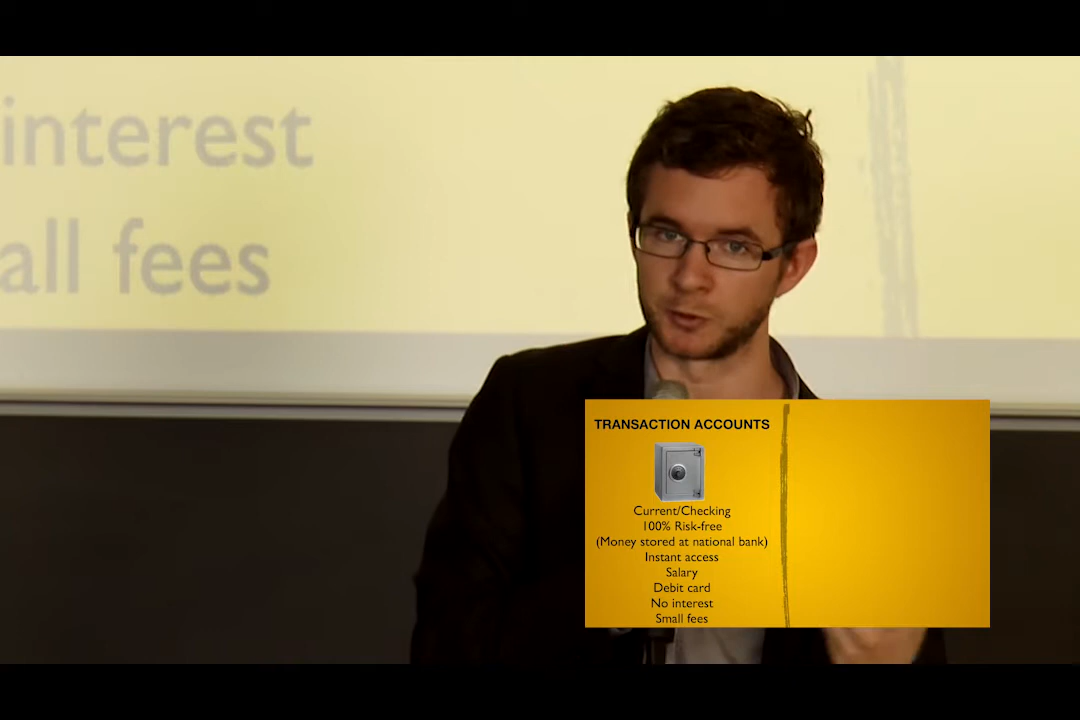 interest
all fees
TRANSACTION ACCOUNTS
Current/Checking
100% Risk-free
(Money stored at national bank)
Instant access
Salary
Debit card
No interest
Small fees